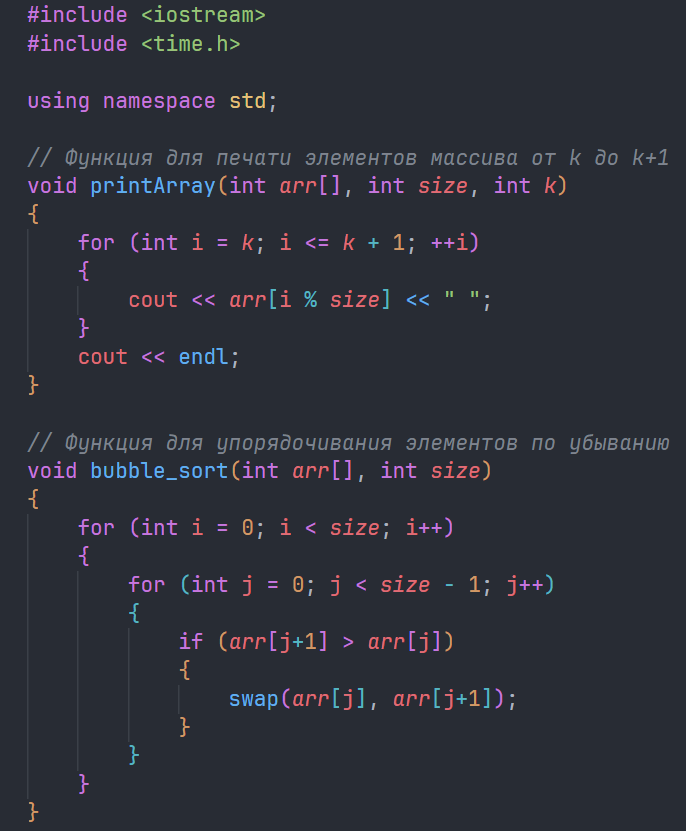 #include <iostream>
#include <time.h>
using namespace std;
// Функция для печати элементов массива от k до k+1
void printArray(int arr[], int size, int k)
{
for (int i = k; i <= k + 1; ++i)
{
cout << arr[i % size] << " ";
}
cout << endl;
}
// Функция для упорядочивания элементов по убыванию
void bubble_sort(int arr[], int size)
{
for (int i = 0; i < size; i++)
{
for (int j = 0; j < size - 1; j++)
{
if (arr[j+1] > arr[j])
{
swap(arr[j], arr[j+1]);
}
}
}
}